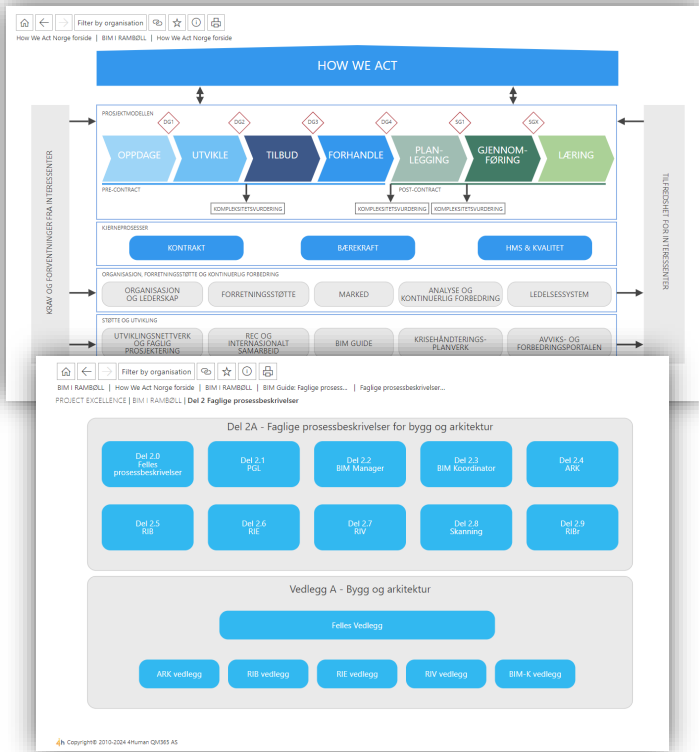 Filter by organisation
How We Act Norge forside | BIM I RAMBØLL | How We Act Norge forside
HOW WE ACT
KRAV OG FORVENTNINGER FRA INTERESSENTER
PROSJEKTMODELLEN
DG1
DG2
DG3
DG4
SG1
SGX
OPPDAGE
UTVIKLE
TILBUD
FORHANDLE
PLAN-
LEGGING
GJENNOM-
FØRING
LÆRING
PRE-CONTRACT
POST-CONTRACT
KOMPLEKSITETSVURDERING
KOMPLEKSITETSVURDERING
KOMPLEKSITETSVURDERING
TILFREDSHET FOR INTERESSENTER
KJERNEPROSESSER
KONTRAKT
BÆREKRAFT
HMS & KVALITET
ORGANISASJON, FORRETNINGSSTØTTE OG KONTINUERLIG FORBEDRING
ORGANISASJON
OG LEDERSKAP
FORRETNINGSSTØTTE
MARKED
ANALYSE OG
KONTINUERLIG FORBEDRING
LEDELSESSYSTEM
STØTTE OG UTVIKLING
UTVIKLINGSNETTVERK
OG FAGLIG
PROSJEKTERING
REC OG
INTERNASJONALT
SAMARBEID
BIM GUIDE
KRISEHÅNDTERINGS-
PLANVERK
AVVIKS- OG
FORBEDRINGSPORTALEN
Filter by organisation
BIM I RAMBØLL | How We Act Norge forside | BIM I RAMBØLL | BIM Guide: Faglige prosess... | Faglige prosessbeskrivelser...
PROJECT EXCELLENCE | BIM I RAMBØLL | Del 2 Faglige prosessbeskrivelser
Del 2A - Faglige prosessbeskrivelser for bygg og arkitektur
Del 2.0
Felles
prosessbeskrivelser
Del 2.1
PGL
Del 2.2
BIM Manager
Del 2.3
BIM Koordinator
Del 2.4
ARK
Del 2.5
RIB
Del 2.6
RIE
Del 2.7
RIV
Del 2.8
Skanning
Del 2.9
RIBr
Vedlegg A - Bygg og arkitektur
Felles Vedlegg
ARK vedlegg
RIB vedlegg
RIE vedlegg
RIV vedlegg
BIM-K vedlegg
4h Copyright© 2010-2024 4Human QM365 AS